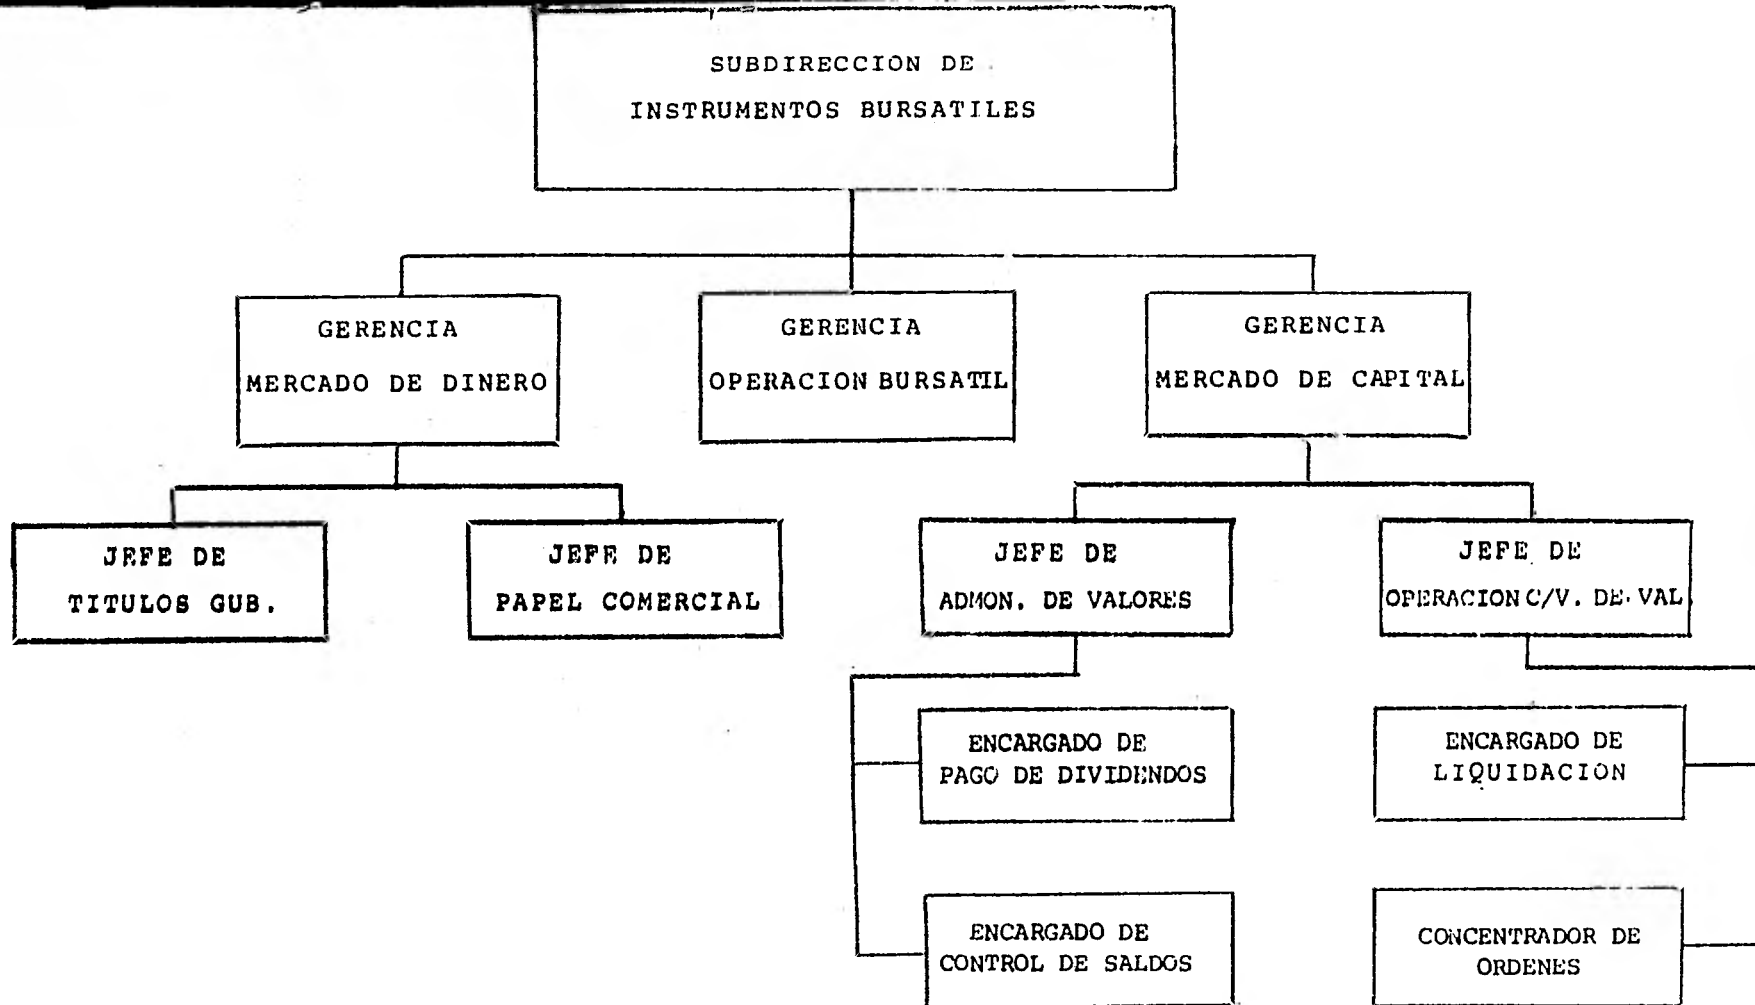 SUBDIRECCION DE
INSTRUMENTOS BURSATILES
GERENCIA
MERCADO DE DINERO
GERENCIA
OPERACION BURSATIL
GERENCIA
MERCADO DE CAPITAL
JEFE DE
TITULOS GUB.
JEFE DE
PAPEL COMERCIAL
JEFE DE
ADMON. DE VALORES
JEFE DE
OPERACION C/V. DE VAL
ENCARGADO DE
PAGO DE DIVIDENDOS
ENCARGADO DE
LIQUIDACION
ENCARGADO DE
CONTROL DE SALDOS
CONCENTRADOR DE
ORDENES